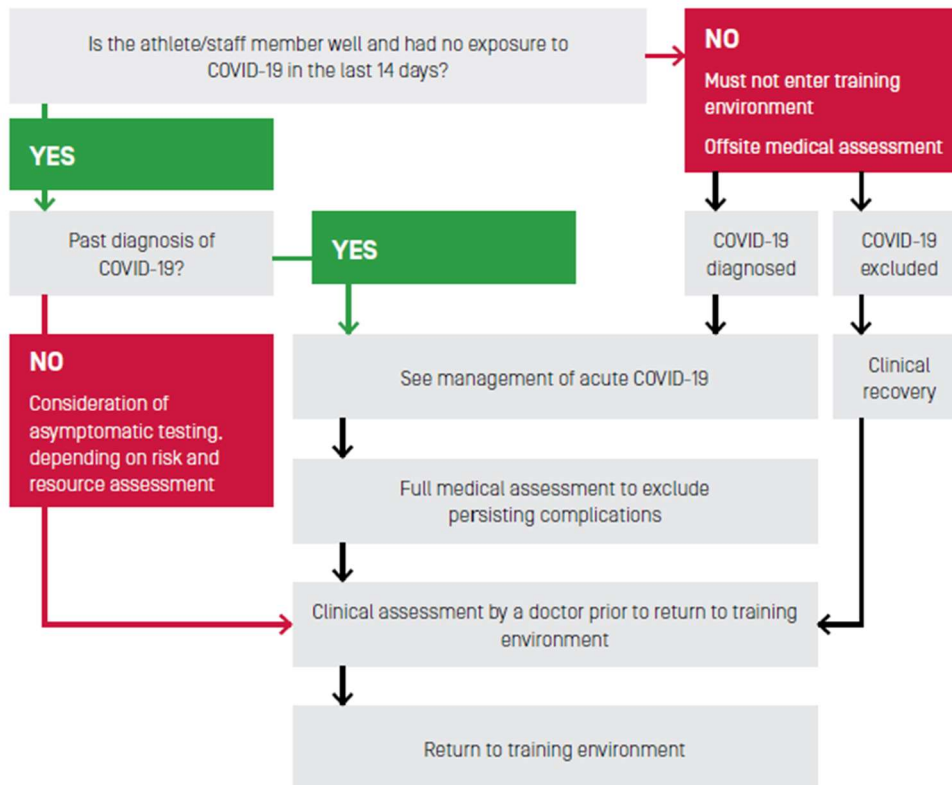 Is the athlete/staff member well and had no exposure to
COVID-19 in the last 14 days?
NO
Must not enter training
environment
Offsite medical assessment
YES
Past diagnosis of
COVID-19?
YES
COVID-19
diagnosed
COVID-19
excluded
NO
Consideration of
asymptomatic testing,
depending on risk and
resource assessment
See management of acute COVID-19
Clinical
recovery
Full medical assessment to exclude
persisting complications
Clinical assessment by a doctor prior to return to training
environment
Return to training environment